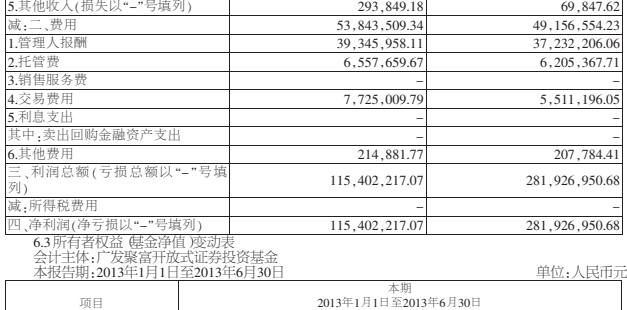 5.其他收入(损失以“-”号填列) 293,849.18 69,847.62
减:二、费用 53,843,509.34 49,156,554.23
1.管理人报酬 39,345,958.11 37,232,206.06
2.托管费 6,557,659.67 6,205,367.71
3.销售服务费 – –
4.交易费用 7,725,009.79 5,511,196.05
5.利息支出 – –
其中:卖出回购金融资产支出 – –
6.其他费用 214,881.77 207,784.41
三、利润总额(亏损总额以“-”号填
列) 115,402,217.07 281,926,950.68
减:所得税费用 – –
四、净利润(净亏损以“-”号填列) 115,402,217.07 281,926,950.68
6.3所有者权益(基金净值)变动表
会计主体:广发聚富开放式证券投资基金
本报告期:2013年1月1日至2013年6月30日 单位:人民币元
本期
项目 2013年1月1日至2013年6月30日